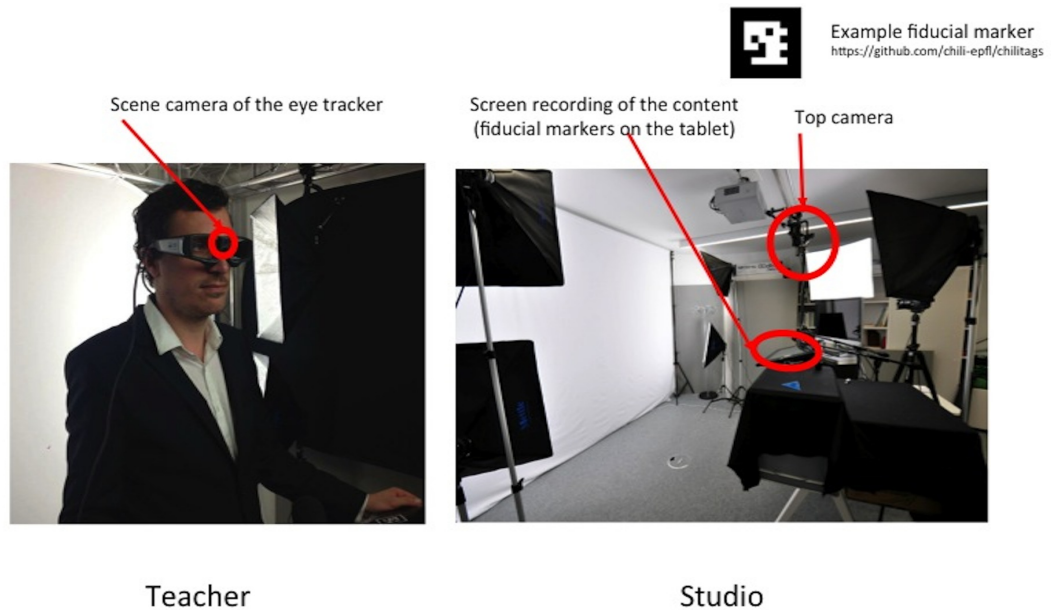 Example fiducial marker
https://github.com/chili-epfl/chilitags
Scene camera of the eye tracker
Screen recording of the content
(fiducial markers on the tablet)
Top camera
Teacher
Studio